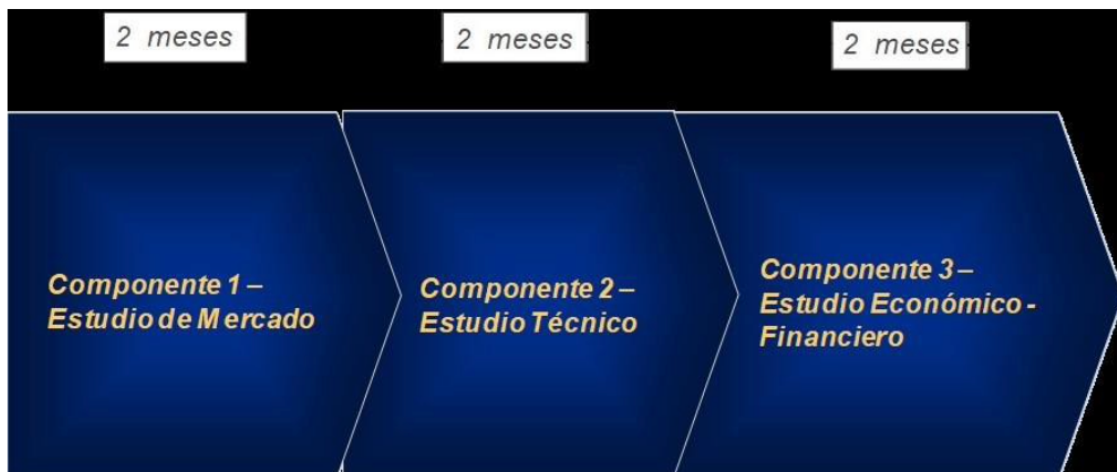 2 meses
2 meses
2 meses
Componente 1 –
Estudio de Mercado
Componente 2 –
Estudio Técnico
Componente 3 –
Estudio Económico -
Financiero